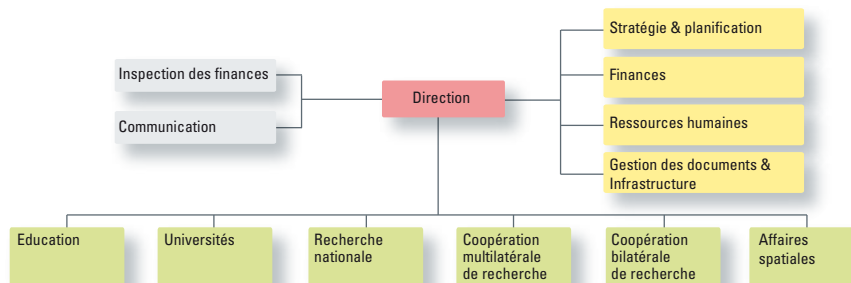 Stratégie & planification
Inspection des finances
Finances
Direction
Communication
Ressources humaines
Gestion des documents &
Infrastructure
Education
Universités
Recherche
nationale
Coopération
multilatérale
de recherche
Coopération
bilatérale
de recherche
Affaires
spatiales